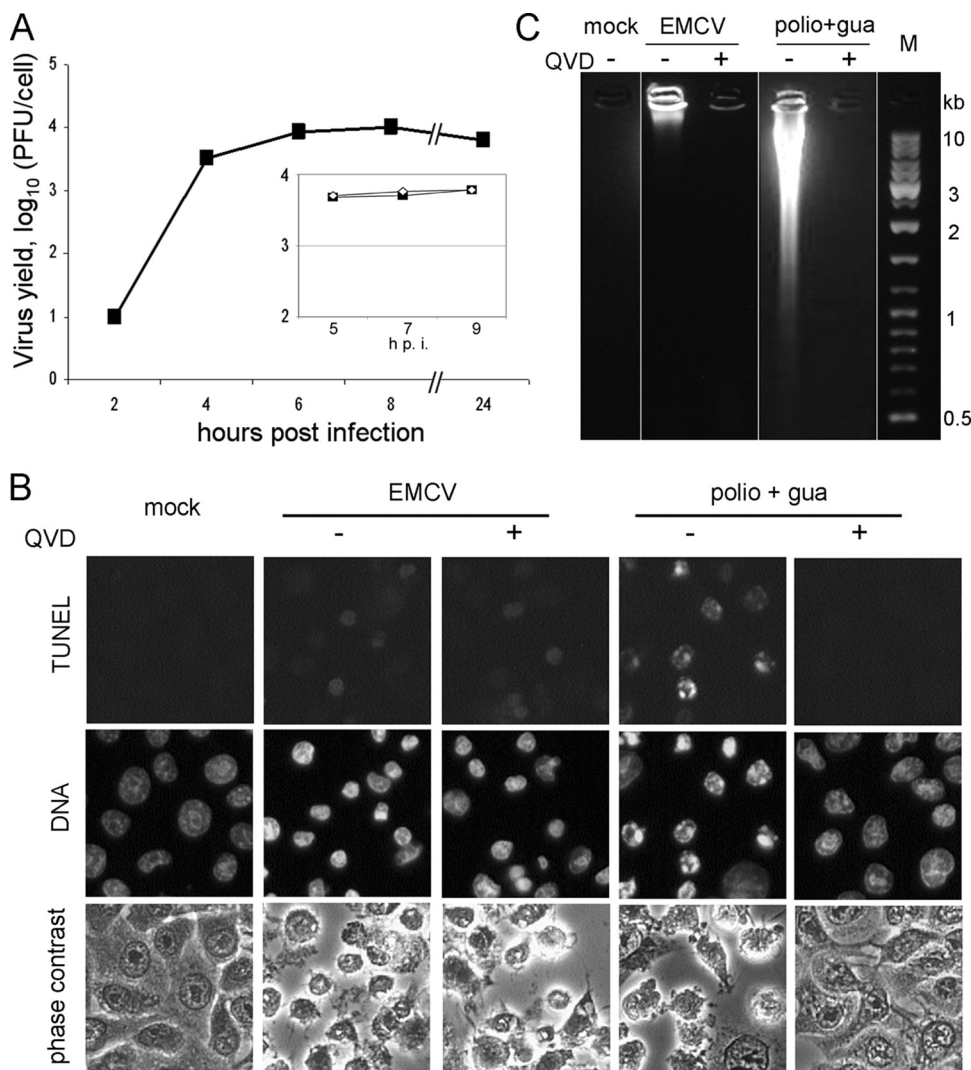 A
Virus yield, log10 (PFU/cell)
5
4
3
2
1
0
2 4 6 8 24
hours post infection
4
3
2
5 7 9
h p. i.
C
mock EMCV polio+gua M
QVD - - + - +
kb
10
3
2
1
0.5
B
mock EMCV polio + gua
QVD - + - +
TUNEL
DNA
phase contrast